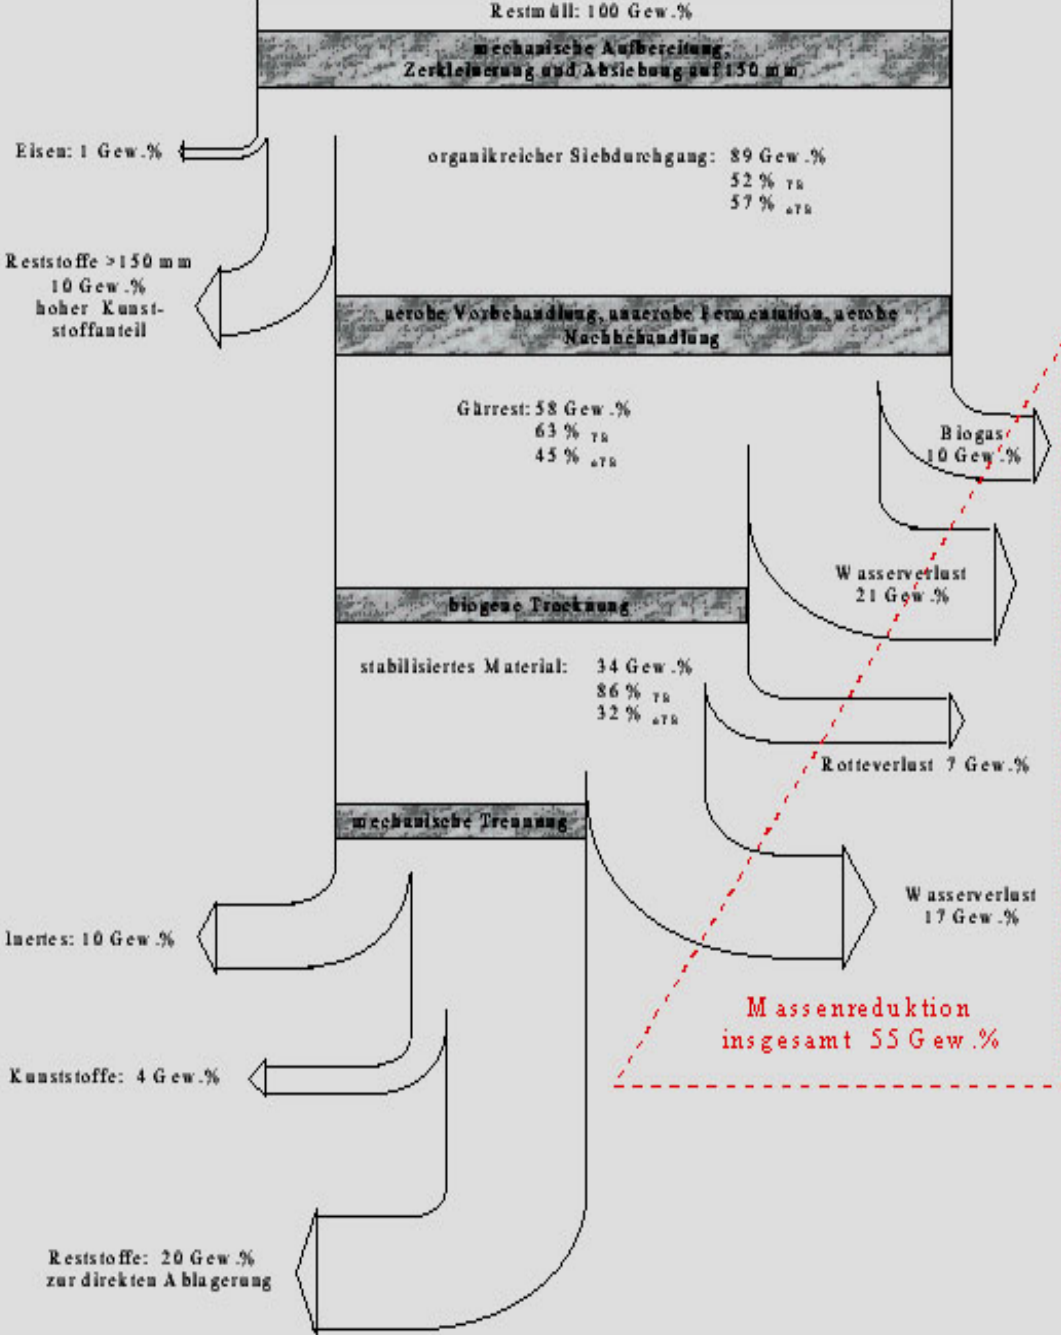 Restmüll: 100 Gew.%
mechanische Aufbereitung,
Zerkleinerung und Absiebung auf 150 mm
Eisen: 1 Gew.%
organikreicher Siebdurchgang: 89 Gew.%
52% TR
57% oTR
Reststoffe >150 mm
10 Gew.%
hoher Kunst-
stoffanteil
aerobe Vorbehandlung, anaerobe Fermentation, aerobe
Nachbehandlung
Gärrest: 58 Gew.%
63% TR
45% oTR
Biogas
10 Gew.%
Wasserverlust
21 Gew.%
biogene Trocknung
stabilisiertes Material: 34 Gew.%
86% TR
32% oTR
Rotteverlust 7 Gew.%
mechanische Trennung
Wasserverlust
17 Gew.%
Inertes: 10 Gew.%
Massenreduktion
insgesamt 55 Gew.%
Kunststoffe: 4 Gew.%
Reststoffe: 20 Gew.%
zur direkten Ablagerung